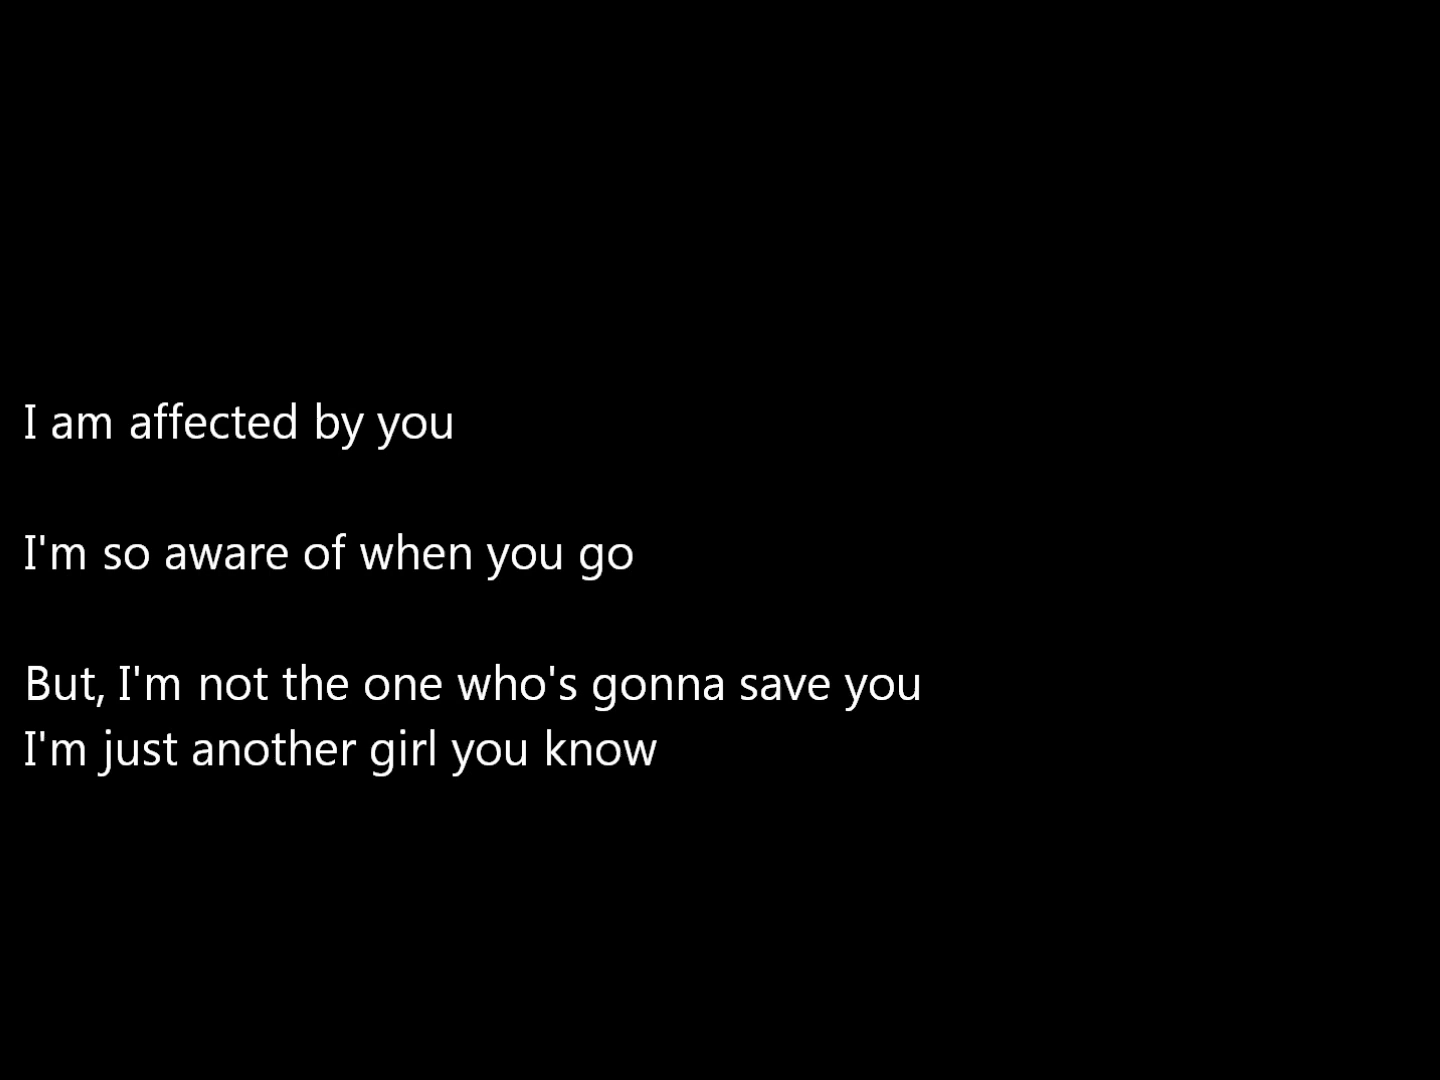 I am affected by you
I'm so aware of when you go
But, I'm not the one who's gonna save you
I'm just another girl you know